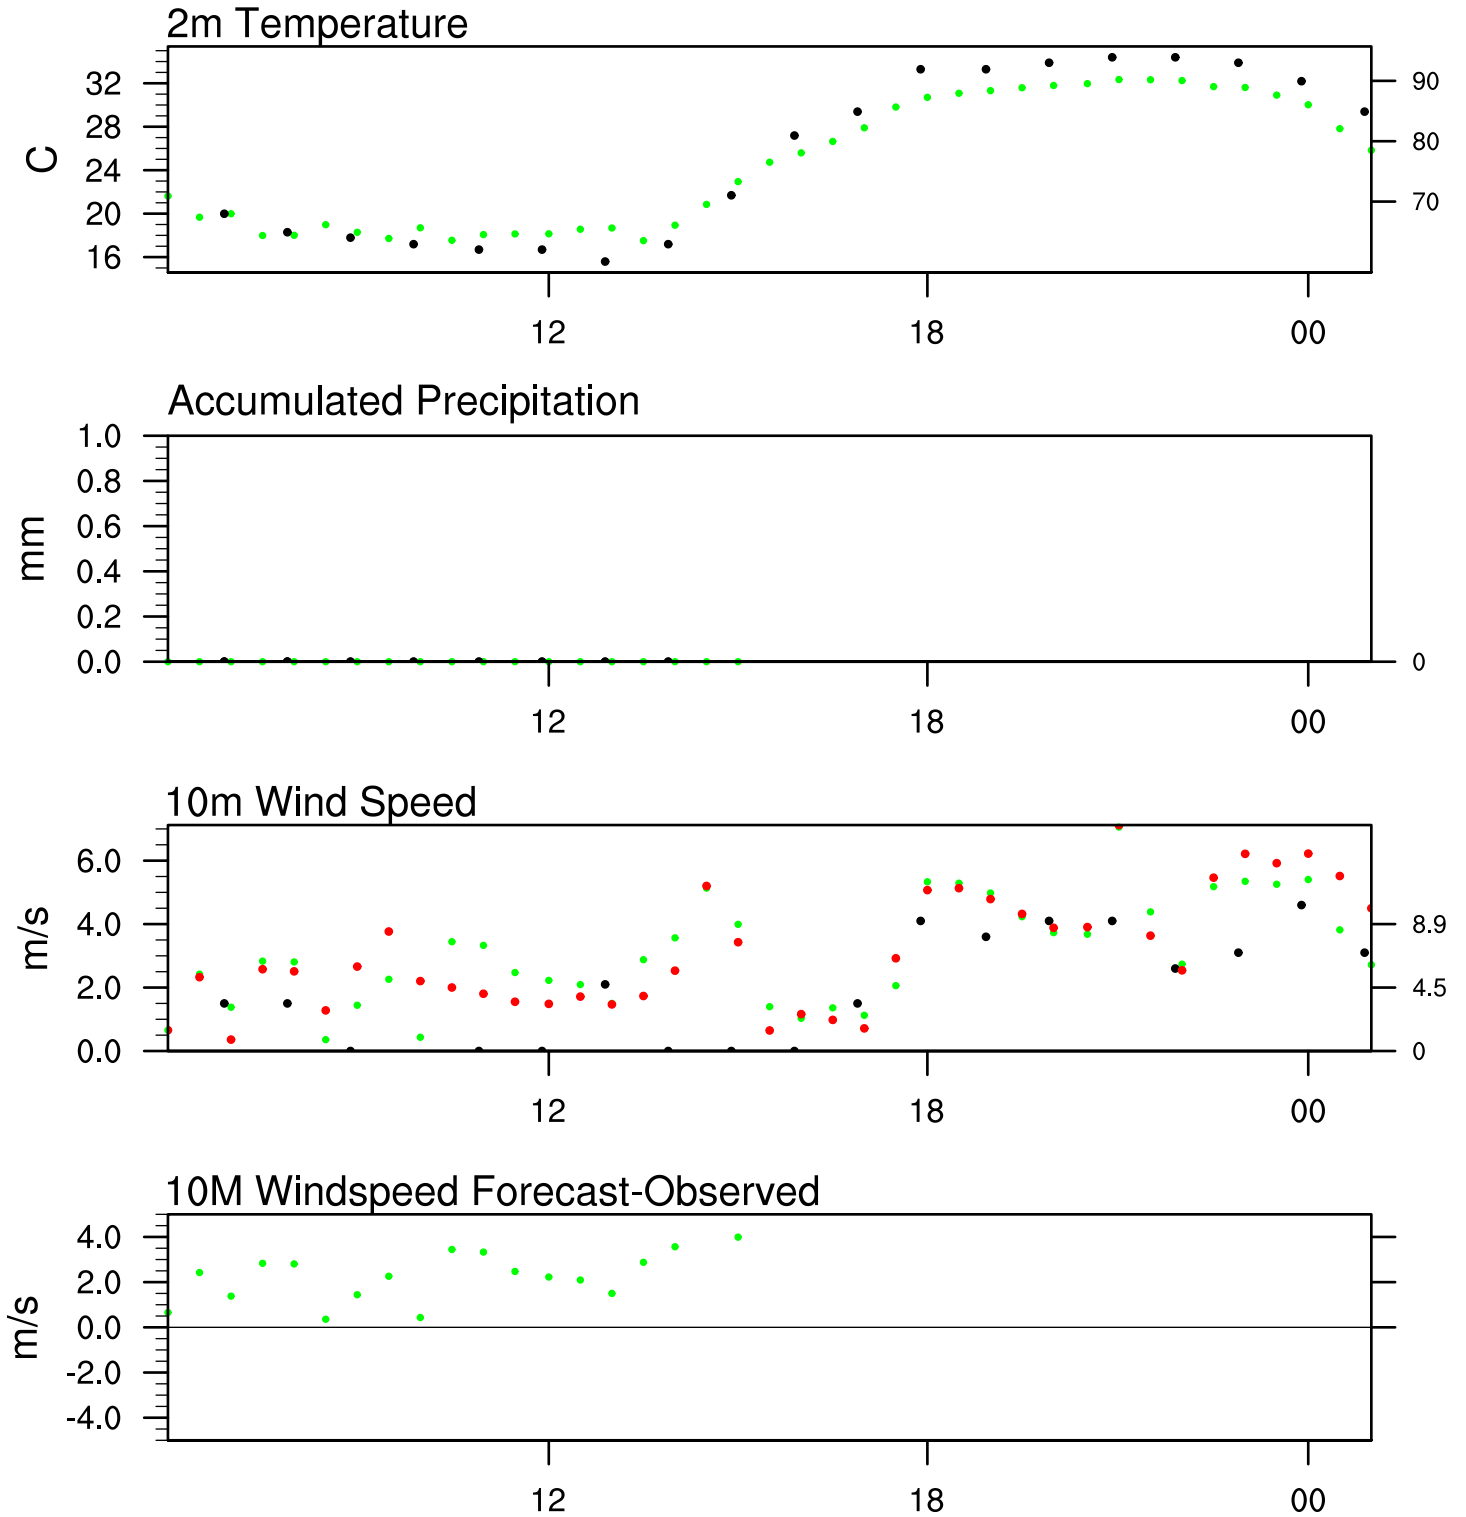 2m Temperature
C
32
28
24
20
16
90
80
70
12 18 00
Accumulated Precipitation
mm
1.0
0.8
0.6
0.4
0.2
0.0
0
12 18 00
10m Wind Speed
m/s
6.0
4.0
2.0
0.0
8.9
4.5
0
12 18 00
10M Windspeed Forecast-Observed
m/s
4.0
2.0
0.0
-2.0
-4.0
12 18 00